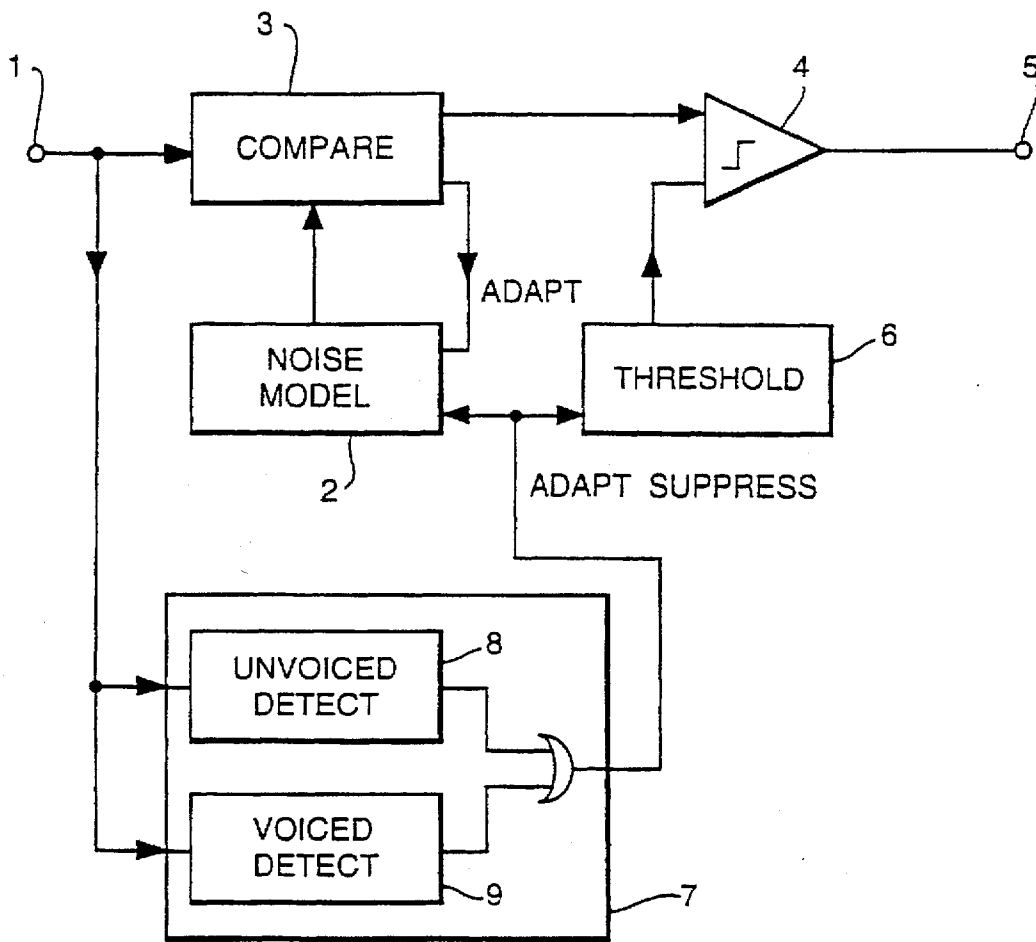 3
1
4
5
COMPARE
ADAPT
NOISE
MODEL
6
THRESHOLD
2
ADAPT SUPPRESS
8
UNVOICED
DETECT
VOICED
DETECT
9
7